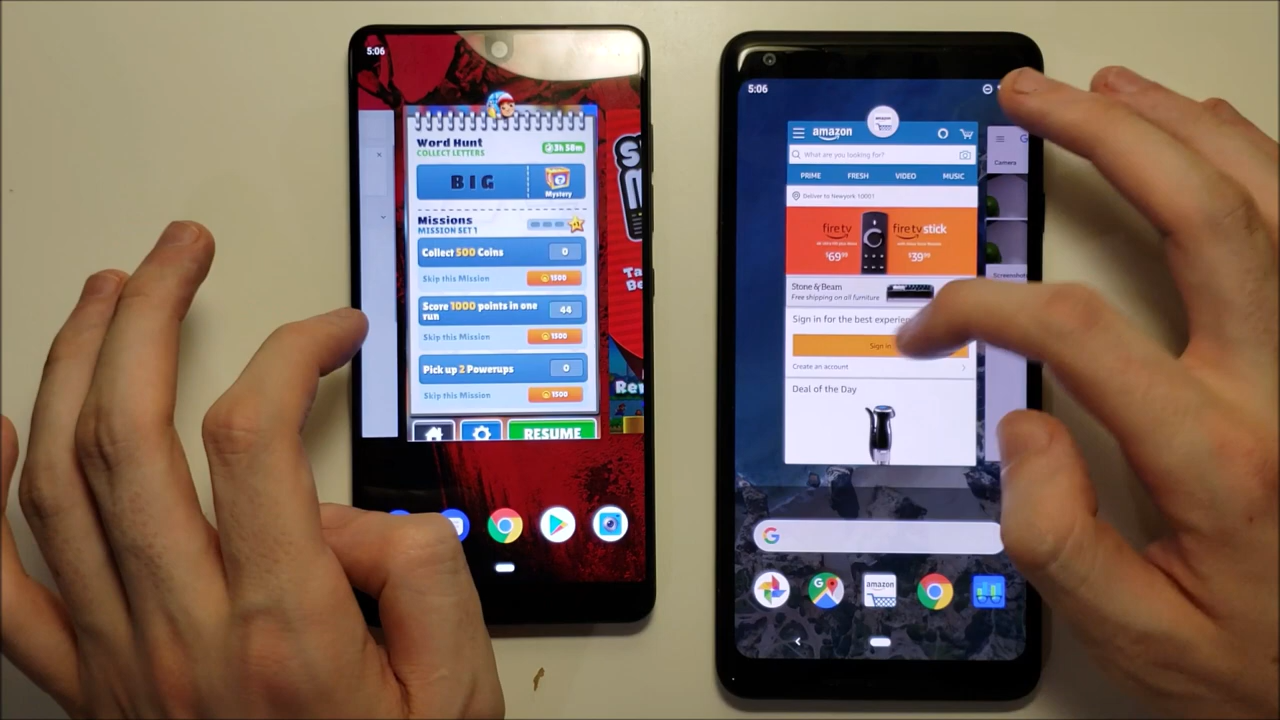 5:06
Word Hunt
COLLECT LETTERS
3h 58m
BIG
Mystery
Missions
MISSION SET 1
Collect 500 Coins
0
Skip this Mission
1500
Score 1000 points in one
run
44
Skip this Mission
1500
Pick up 2 Powerups
0
Skip this Mission
1500
RESUME
5:06
amazon
amazon
What are you looking for?
PRIME FRESH VIDEO MUSIC
Deliver to Newyork 10001
fire tv
$69.99
fire tv stick
$39.99
Stone & Beam
Free shipping on all furniture
Sign in for the best experien
Sign in
Create an account
Deal of the Day
Camera
Screenshots
G
amazon